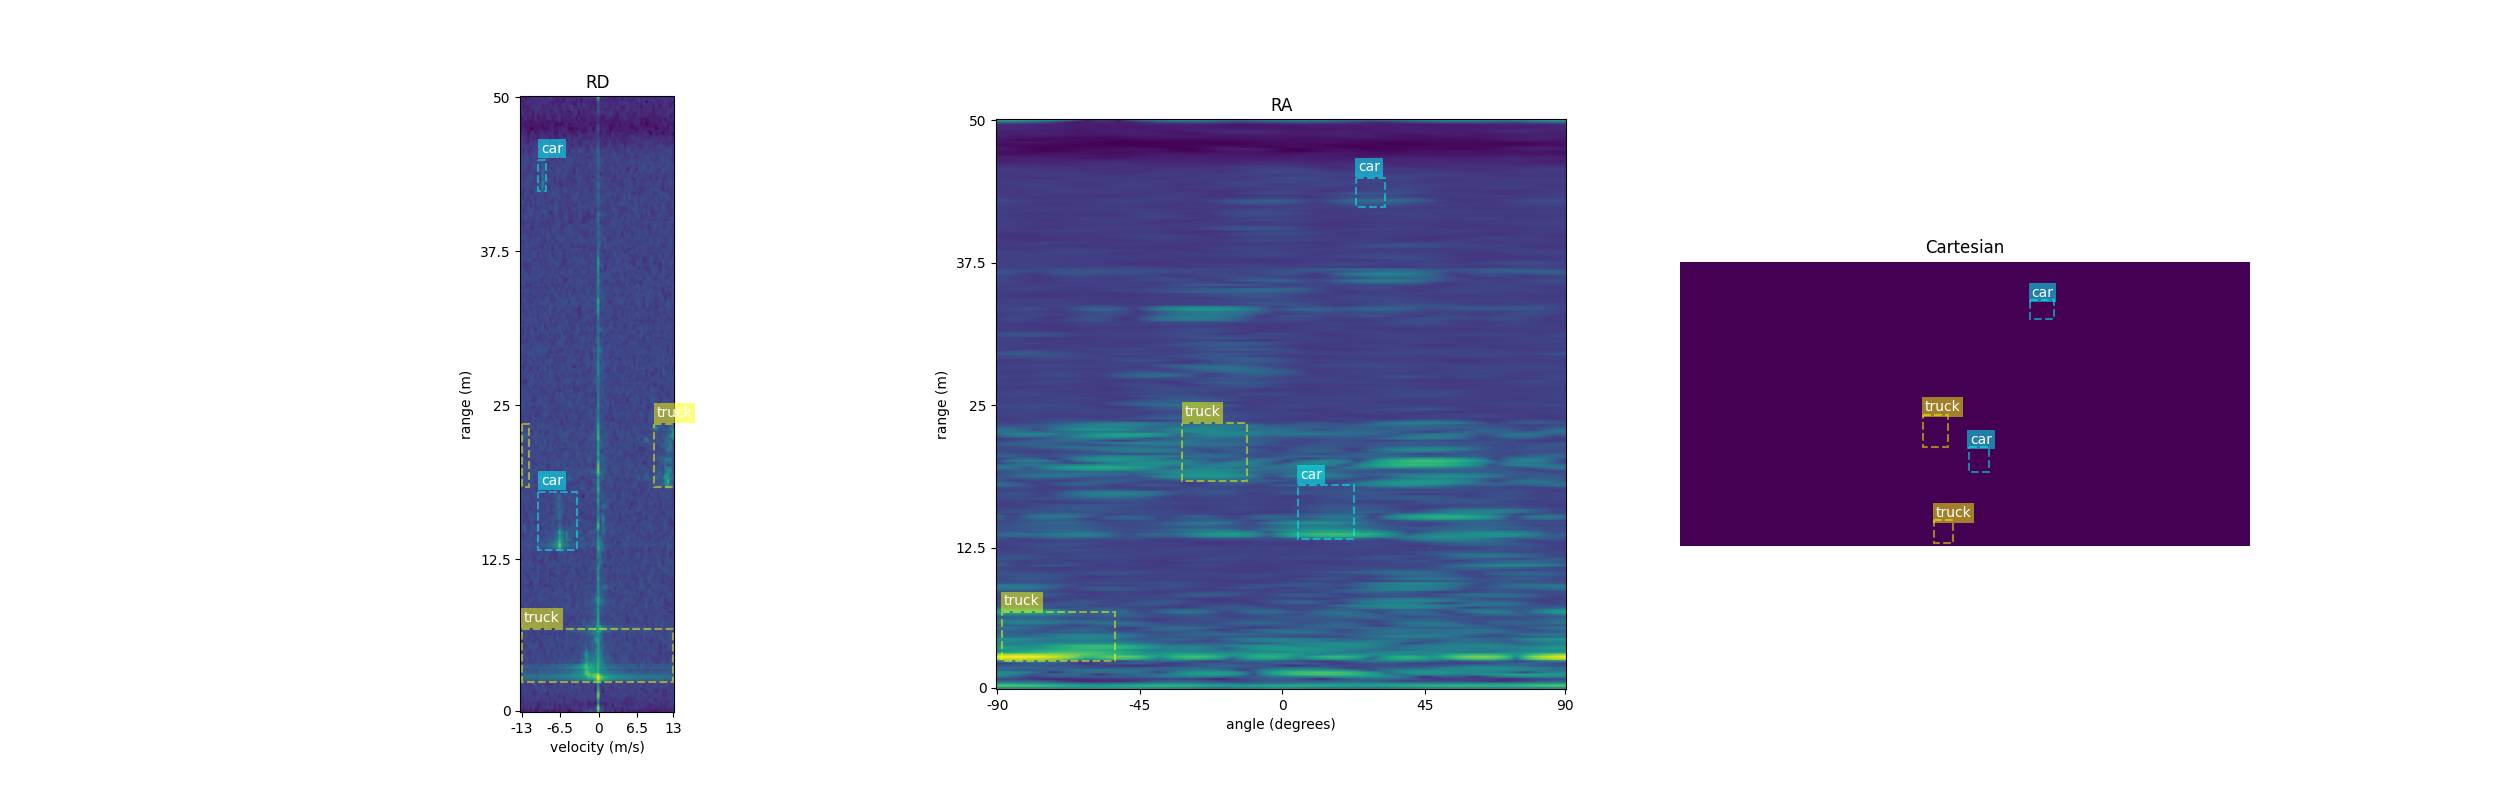 RD
50
37.5
25
12.5
0
range (m)
-13
-6.5
0
6.5
13
velocity (m/s)
car
truck
car
truck
RA
50
37.5
25
12.5
0
range (m)
-90
-45
0
45
90
angle (degrees)
car
truck
car
truck
Cartesian
car
truck
car
truck